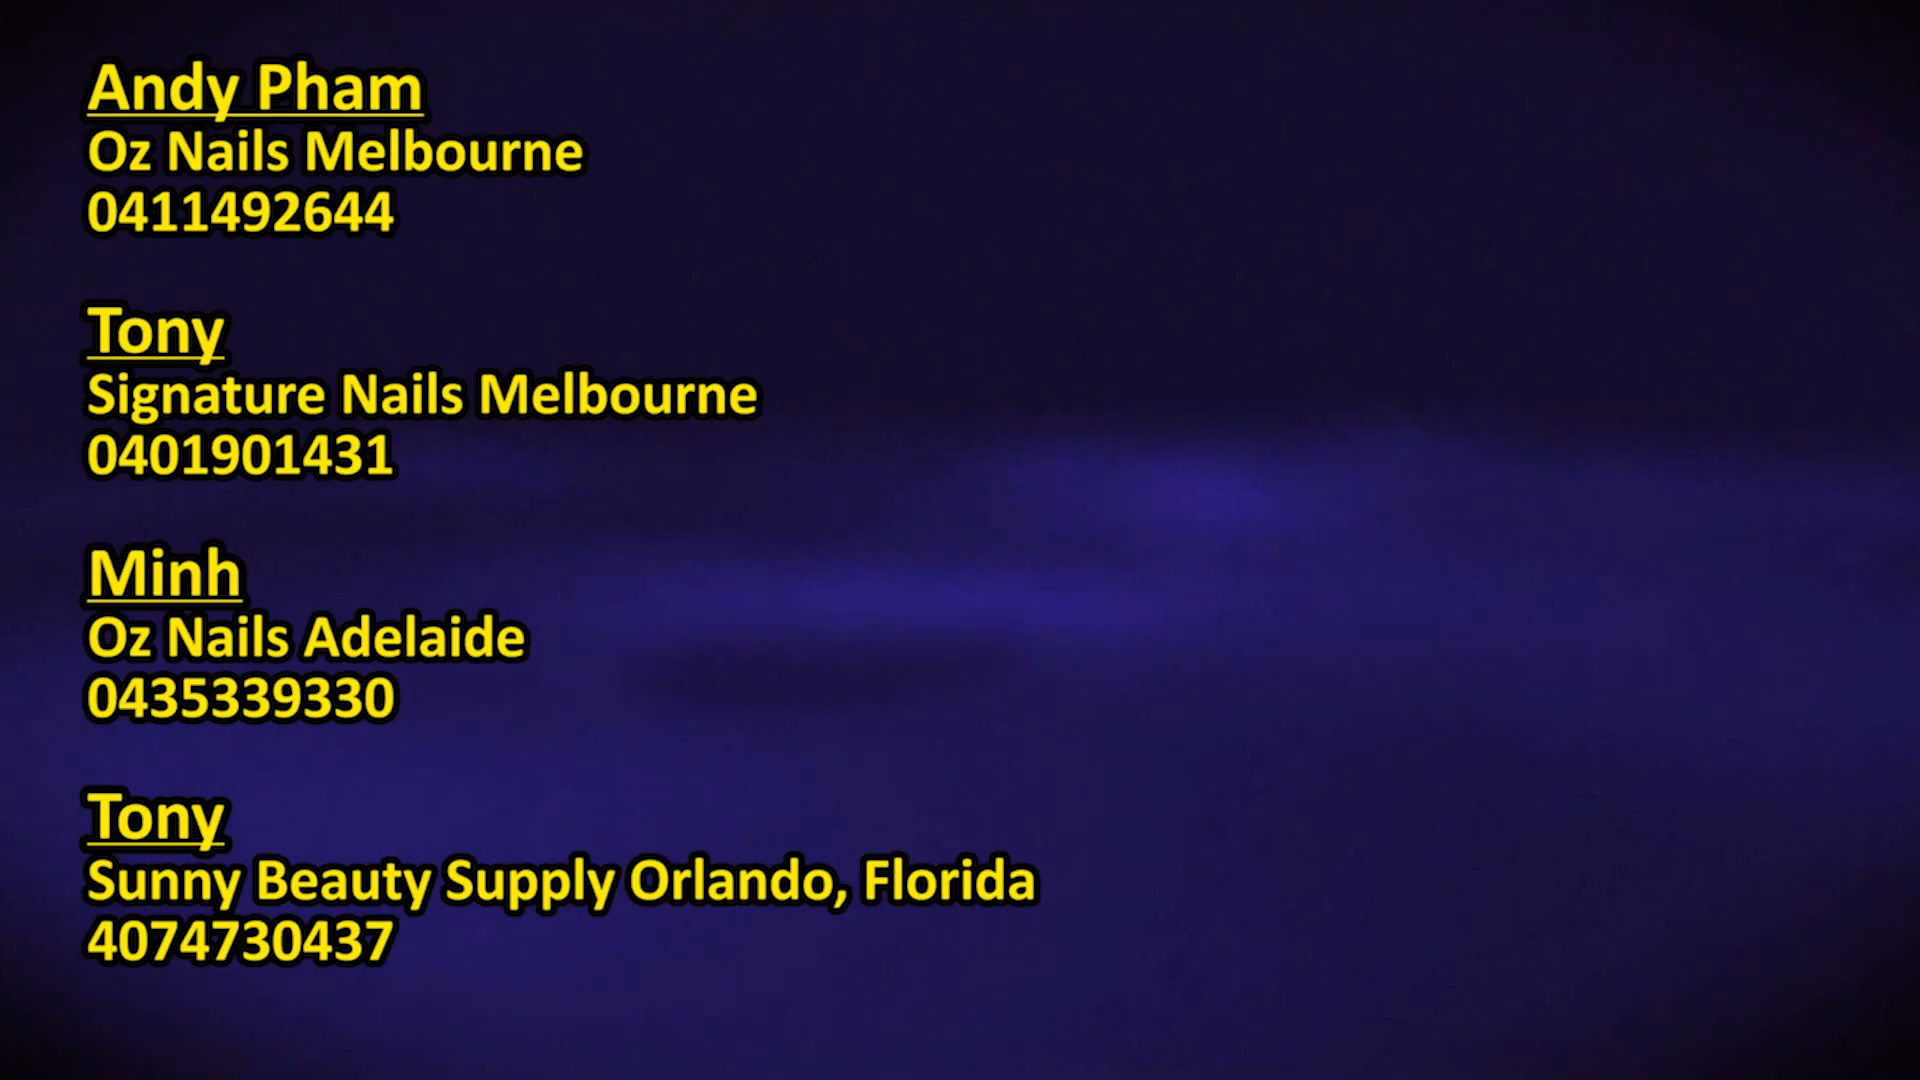 Andy Pham
Oz Nails Melbourne
0411492644
Tony
Signature Nails Melbourne
0401901431
Minh
Oz Nails Adelaide
0435339330
Tony
Sunny Beauty Supply Orlando, Florida
4074730437